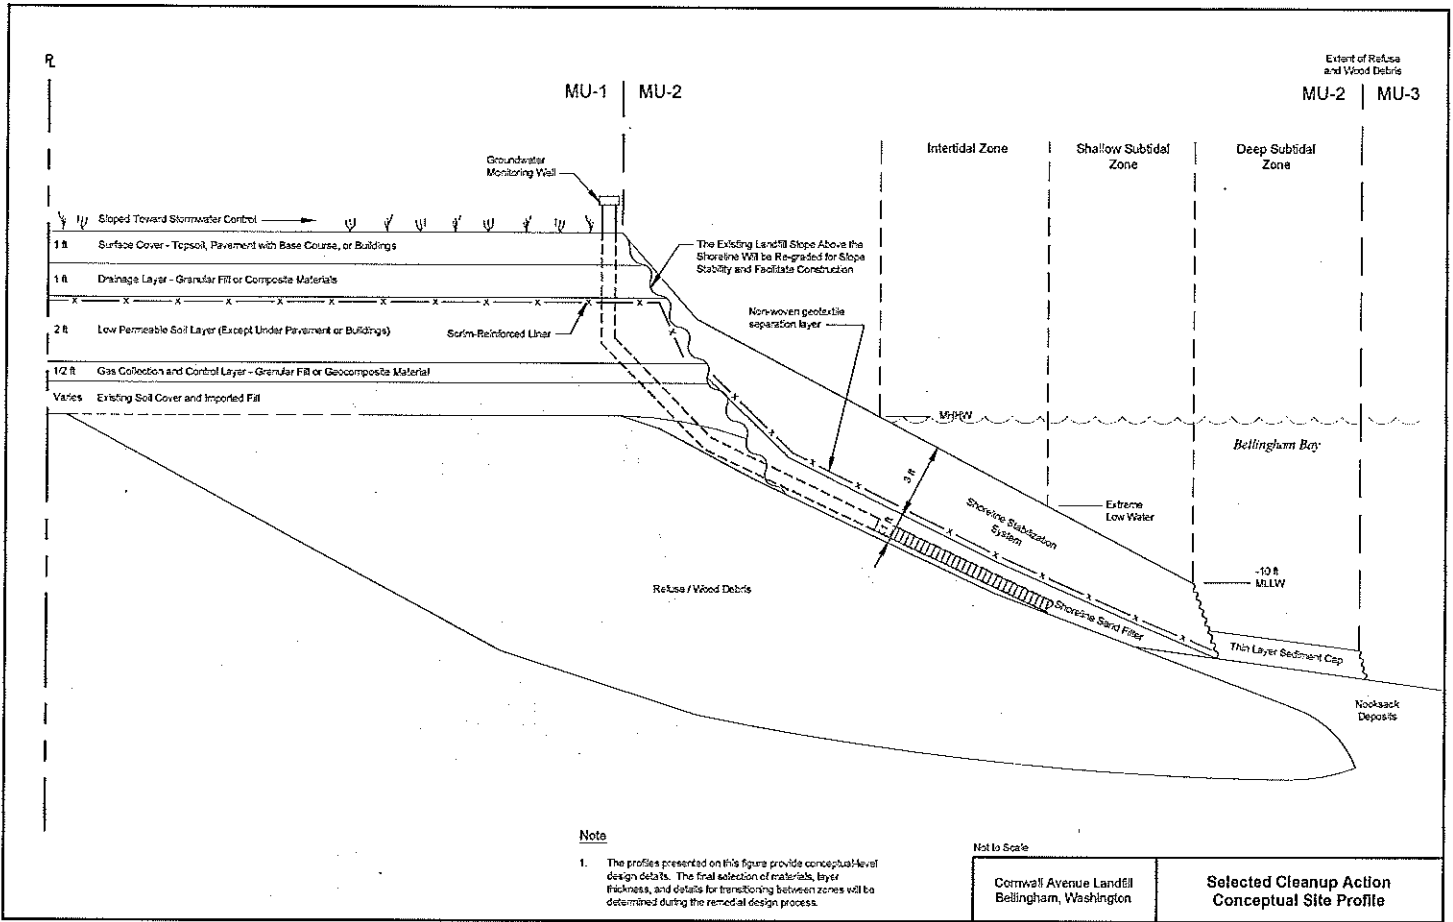 Extent of Refuse
and Wood Debris
MU-1
MU-2
MU-2
MU-3
Intertidal Zone
Shallow Subtidal
Zone
Deep Subtidal
Zone
Groundwater
Monitoring Well
Sloped Toward Stormwater Control
1 ft Surface Cover - Topsoil, Pavement with Base Course, or Buildings
The Existing Landfill Slope Above the
Shoreline Will be Re-graded for Slope
Stability and Facilitate Construction
1 ft Drainage Layer - Granular Fill or Composite Materials
Non-woven geotextile
separation layer
2 ft Low Permeable Soil Layer (Except Under Pavement or Buildings)
Scrim-Reinforced Liner
1/2 ft Gas Collection and Control Layer - Granular Fill or Geocomposite Material
Varies Existing Soil Cover and Imported Fill
MHHW
Bellingham Bay
3 ft
1 ft
Shoreline Stabilization
System
Extreme
Low Water
-10 ft
MLLW
Refuse / Wood Debris
Shoreline Sand Filter
Thin Layer Sediment Cap
Nooksack
Deposits
Note
1. The profiles presented on this figure provide conceptual-level
design details. The final selection of materials, layer
thickness, and details for transitioning between zones will be
determined during the remedial design process.
Not to Scale
Cornwall Avenue Landfill
Bellingham, Washington
Selected Cleanup Action
Conceptual Site Profile